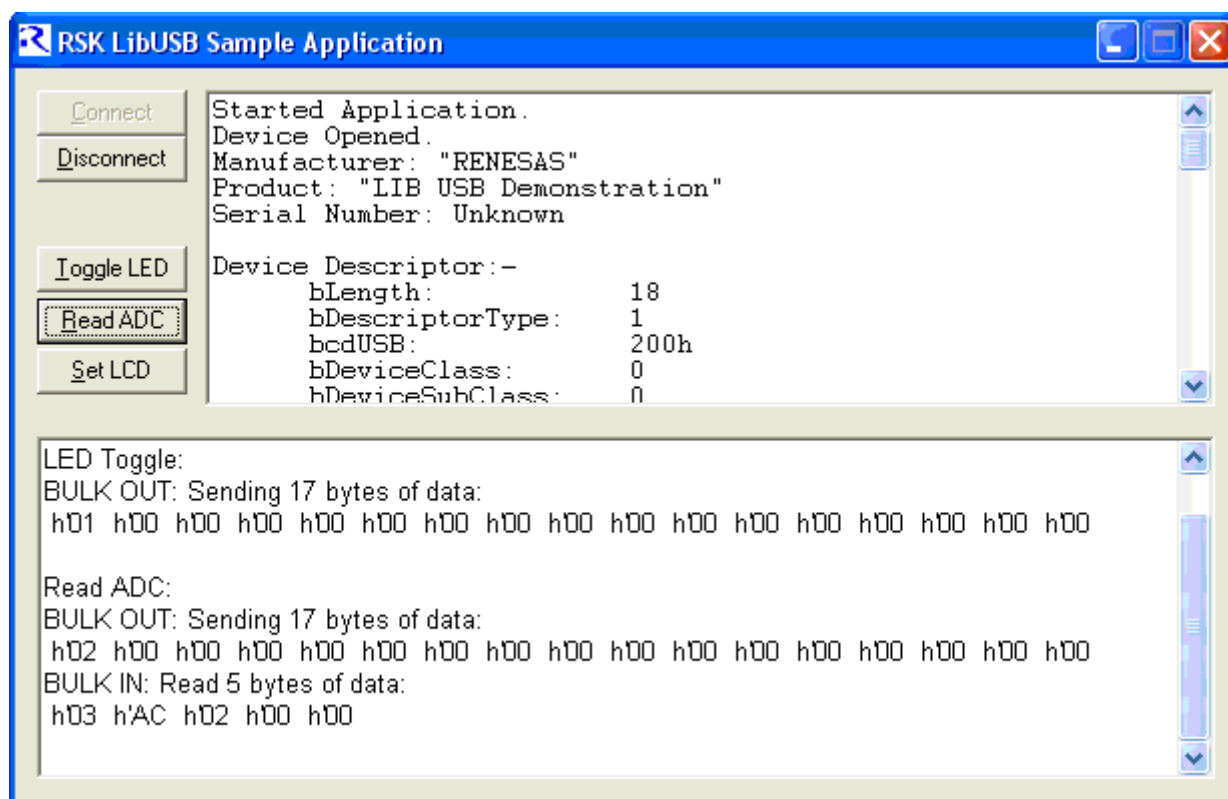 RSK LibUSB Sample Application
Connect
Disconnect
Toggle LED
Read ADC
Set LCD
Started Application.
Device Opened.
Manufacturer: "RENESAS"
Product: "LIB USB Demonstration"
Serial Number: Unknown
Device Descriptor:-
bLength: 18
bDescriptorType: 1
bcdUSB: 200h
bDeviceClass: 0
bDeviceSubClass: 0
LED Toggle:
BULK OUT: Sending 17 bytes of data:
h'01 h'00 h'00 h'00 h'00 h'00 h'00 h'00 h'00 h'00 h'00 h'00 h'00 h'00 h'00 h'00 h'00
Read ADC:
BULK OUT: Sending 17 bytes of data:
h'02 h'00 h'00 h'00 h'00 h'00 h'00 h'00 h'00 h'00 h'00 h'00 h'00 h'00 h'00 h'00 h'00
BULK IN: Read 5 bytes of data:
h'03 h'AC h'02 h'00 h'00